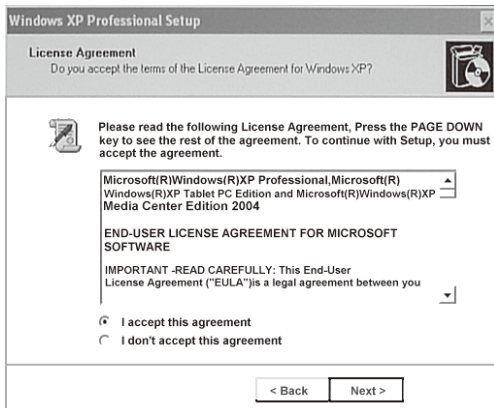 Windows XP Professional Setup
License Agreement
Do you accept the terms of the License Agreement for Windows XP?
Please read the following License Agreement, Press the PAGE DOWN
key to see the rest of the agreement. To continue with Setup, you must
accept the agreement.
Microsoft(R)Windows(R)XP Professional,Microsoft(R)
Windows(R)XP Tablet PC Edition and Microsoft(R)Windows(R)XP
Media Center Edition 2004
END-USER LICENSE AGREEMENT FOR MICROSOFT
SOFTWARE
IMPORTANT -READ CAREFULLY: This End-User
License Agreement ("EULA")is a legal agreement between you
I accept this agreement
I don't accept this agreement
< Back
Next >